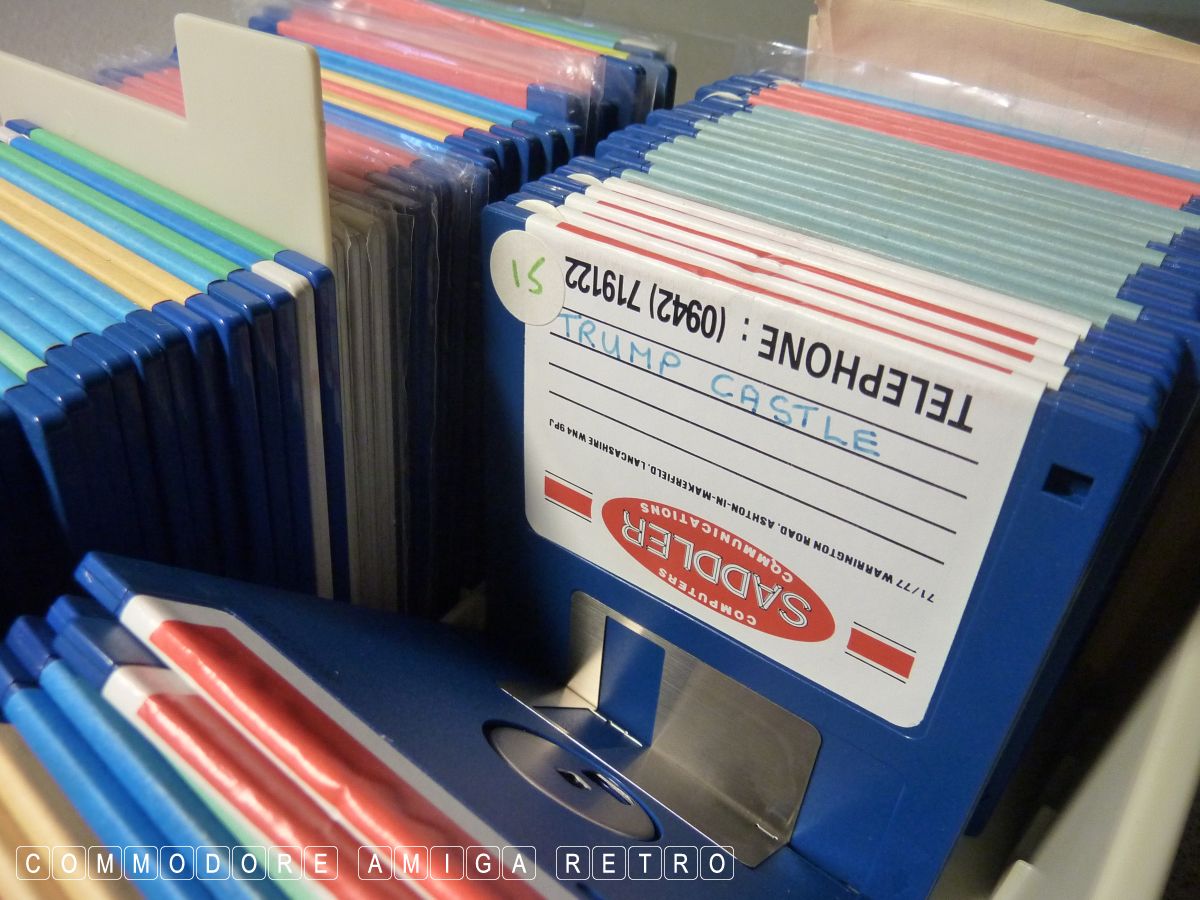 15
TELEPHONE : (0942) 719122
TRUMP CASTLE
71/77 WARRINGTON ROAD, ASHTON-IN-MAKERFIELD, LANCASHIRE WN4 9PJ
COMPUTERS
SADDLER
COMMUNICATIONS
COMMODORE AMIGA RETRO